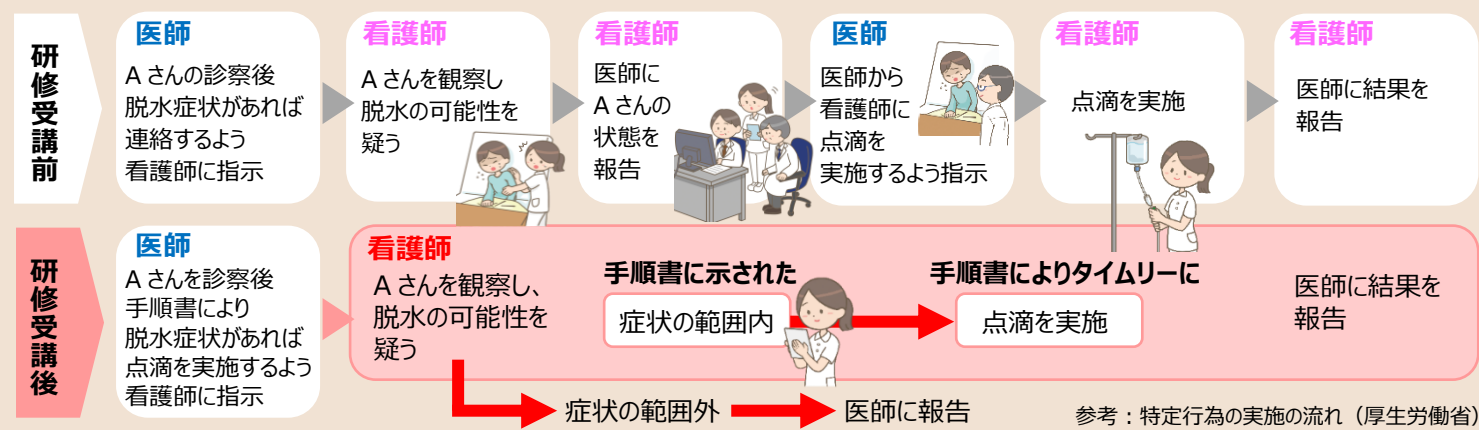 研修受講前
医師
Aさんの診察後
脱水症状があれば
連絡するよう
看護師に指示
看護師
Aさんを観察し
脱水の可能性を
疑う
看護師
医師に
Aさんの
状態を
報告
医師
医師から
看護師に
点滴を
実施するよう指示
看護師
点滴を実施
看護師
医師に結果を
報告
研修受講後
医師
Aさんを診察後
手順書により
脱水症状があれば
点滴を実施するよう
看護師に指示
看護師
Aさんを観察し、
脱水の可能性を
疑う
手順書に示された
症状の範囲内
手順書によりタイムリーに
点滴を実施
医師に結果を
報告
症状の範囲外
医師に報告
参考：特定行為の実施の流れ（厚生労働省）